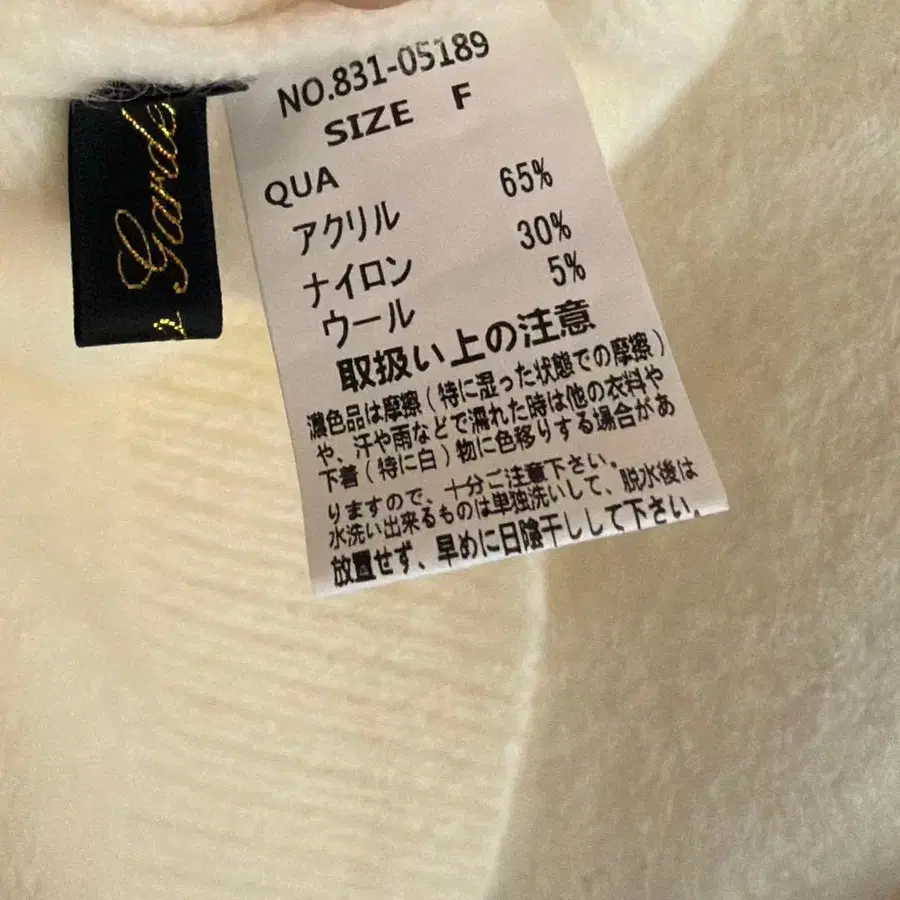 NO.831-05189
SIZE F
QUA
アクリル 65%
ナイロン 30%
ウール 5%
取扱い上の注意
濃色品は摩擦(特に湿った状態での摩擦)
や、汗や雨などで濡れた時は他の衣料や
下着(特に白)物に色移りする場合があ
りますので、十分ご注意下さい。
水洗い出来るものは単独洗いして、脱水後は
放置せず、早めに日陰干しして下さい。
Garde